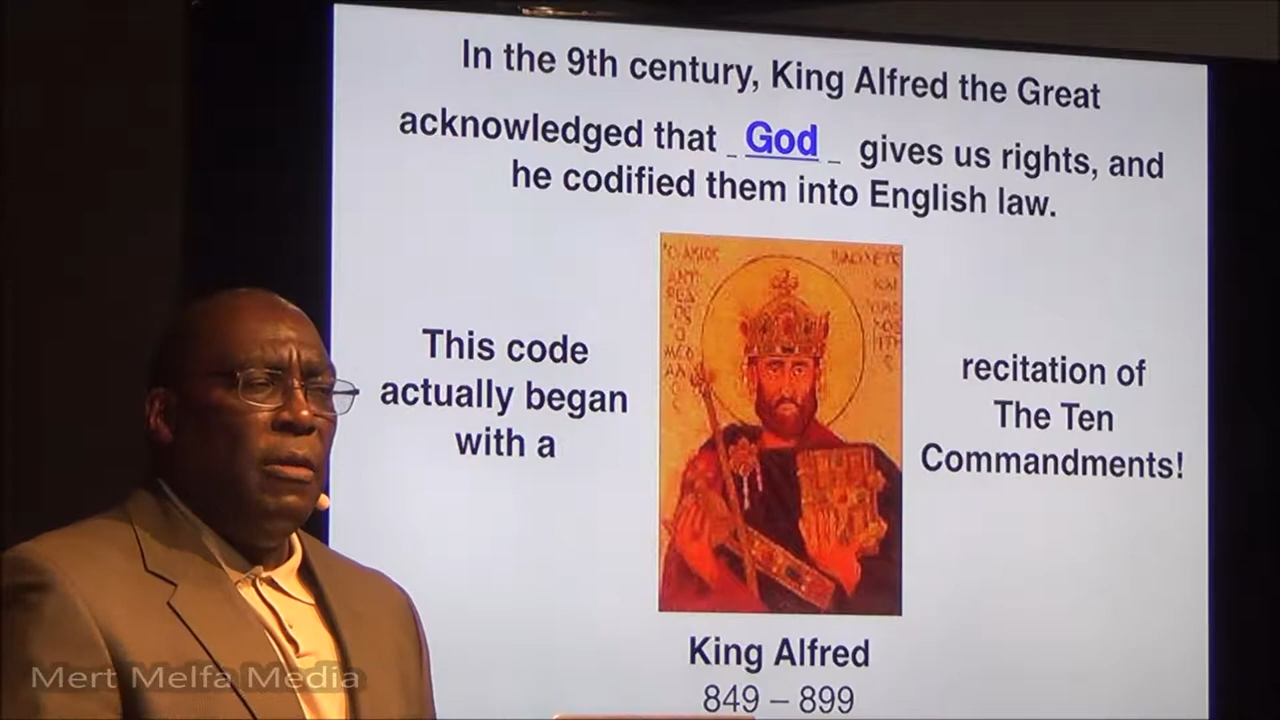 In the 9th century, King Alfred the Great
acknowledged that _ God _ gives us rights, and
he codified them into English law.
This code
actually began
with a
recitation of
The Ten
Commandments!
King Alfred
849 – 899
Mert Melfa Media